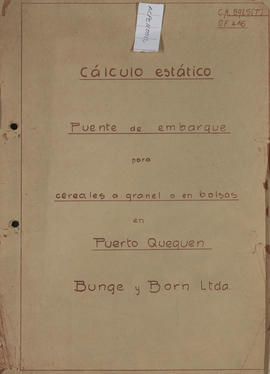 Cálculo estático
Puente de embarque
para
cereales a granel o en bolsas
en
Puerto Quequen
Bunge y Born Ltda.